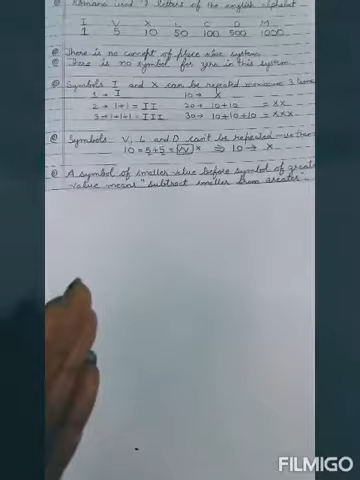 Romans used 7 letters of the english alphabet
I V X L C D M
1 5 10 50 100 500 1000
There is no concept of place value system
There is no symbol for zero in this system
Symbols I and X can be repeated maximum 3 times
1 → I 10 → X
2 → 1+1 = II 20 → 10+10 = XX
3 → 1+1+1 = III 30 → 10+10+10 = XXX
Symbols V, L and D can't be repeated
10 = 5+5 = VV × ⇒ 10 → X
A symbol of smaller value before symbol of greater
value means "subtract smaller from greater".
FILMIGO